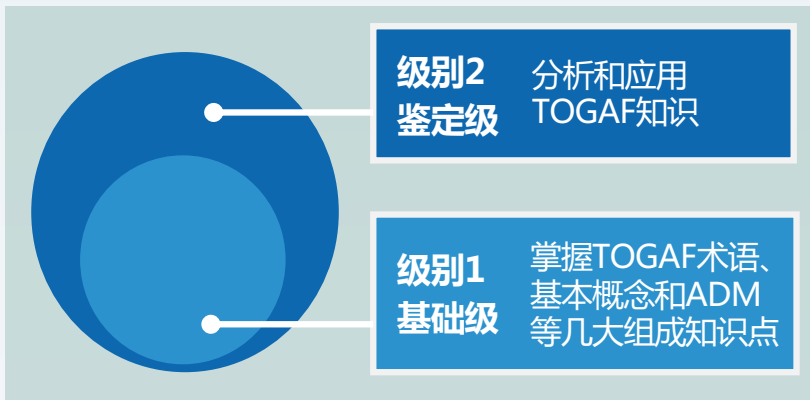 级别2
鉴定级
分析和应用
TOGAF知识
级别1
基础级
掌握TOGAF术语、
基本概念和ADM
等几大组成知识点